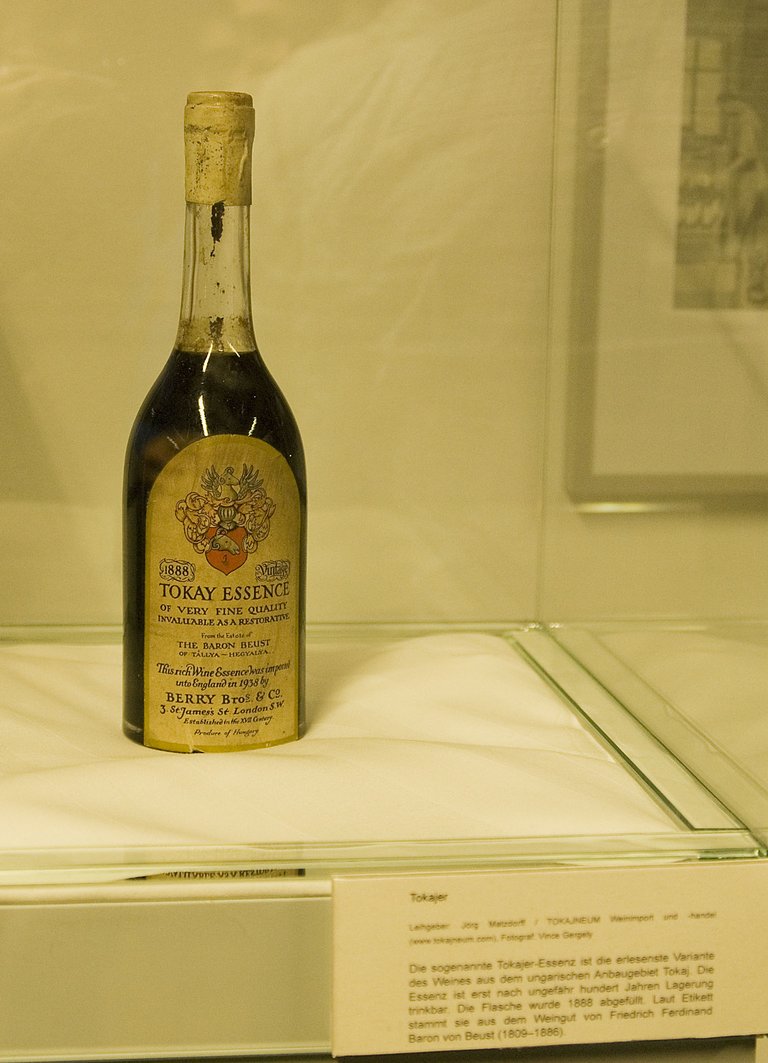 1888 Vintage
TOKAY ESSENCE
OF VERY FINE QUALITY
INVALUABLE AS A RESTORATIVE
From the Estate of
THE BARON BEUST
OF TÁLLYA - HEGYALYA
This rich Wine Essence was imported
into England in 1938 by
BERRY Bros. & Co.
3. St James's St. London S.W.
Established in the XVII Century.
Produce of Hungary
Tokajer
Leihgeber: Jörg Matzdorff / TOKAJNEUM Weinimport und -handel
(www.tokajneum.com), Fotograf: Vince Gergely
Die sogenannte Tokajer-Essenz ist die erlesenste Variante
des Weines aus dem ungarischen Anbaugebiet Tokaj. Die
Essenz ist erst nach ungefähr hundert Jahren Lagerung
trinkbar. Die Flasche wurde 1888 abgefüllt. Laut Etikett
stammt sie aus dem Weingut von Friedrich Ferdinand
Baron von Beust (1809–1886).